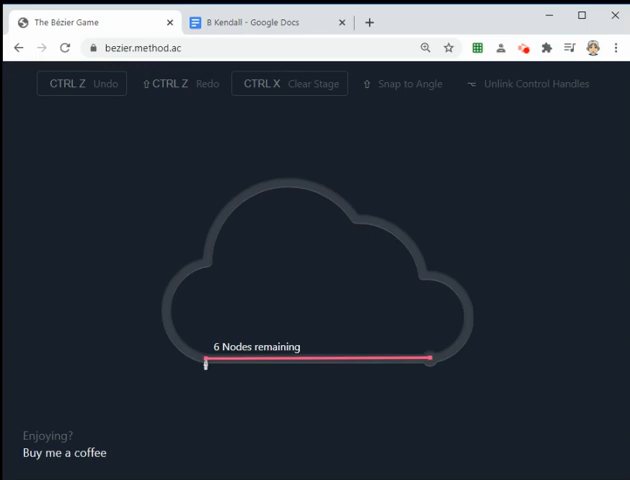 The Bézier Game
B Kendall - Google Docs
bezier.method.ac
CTRL Z Undo
⇧ CTRL Z Redo
CTRL X Clear Stage
⇧ Snap to Angle
⌥ Unlink Control Handles
6 Nodes remaining
Enjoying?
Buy me a coffee